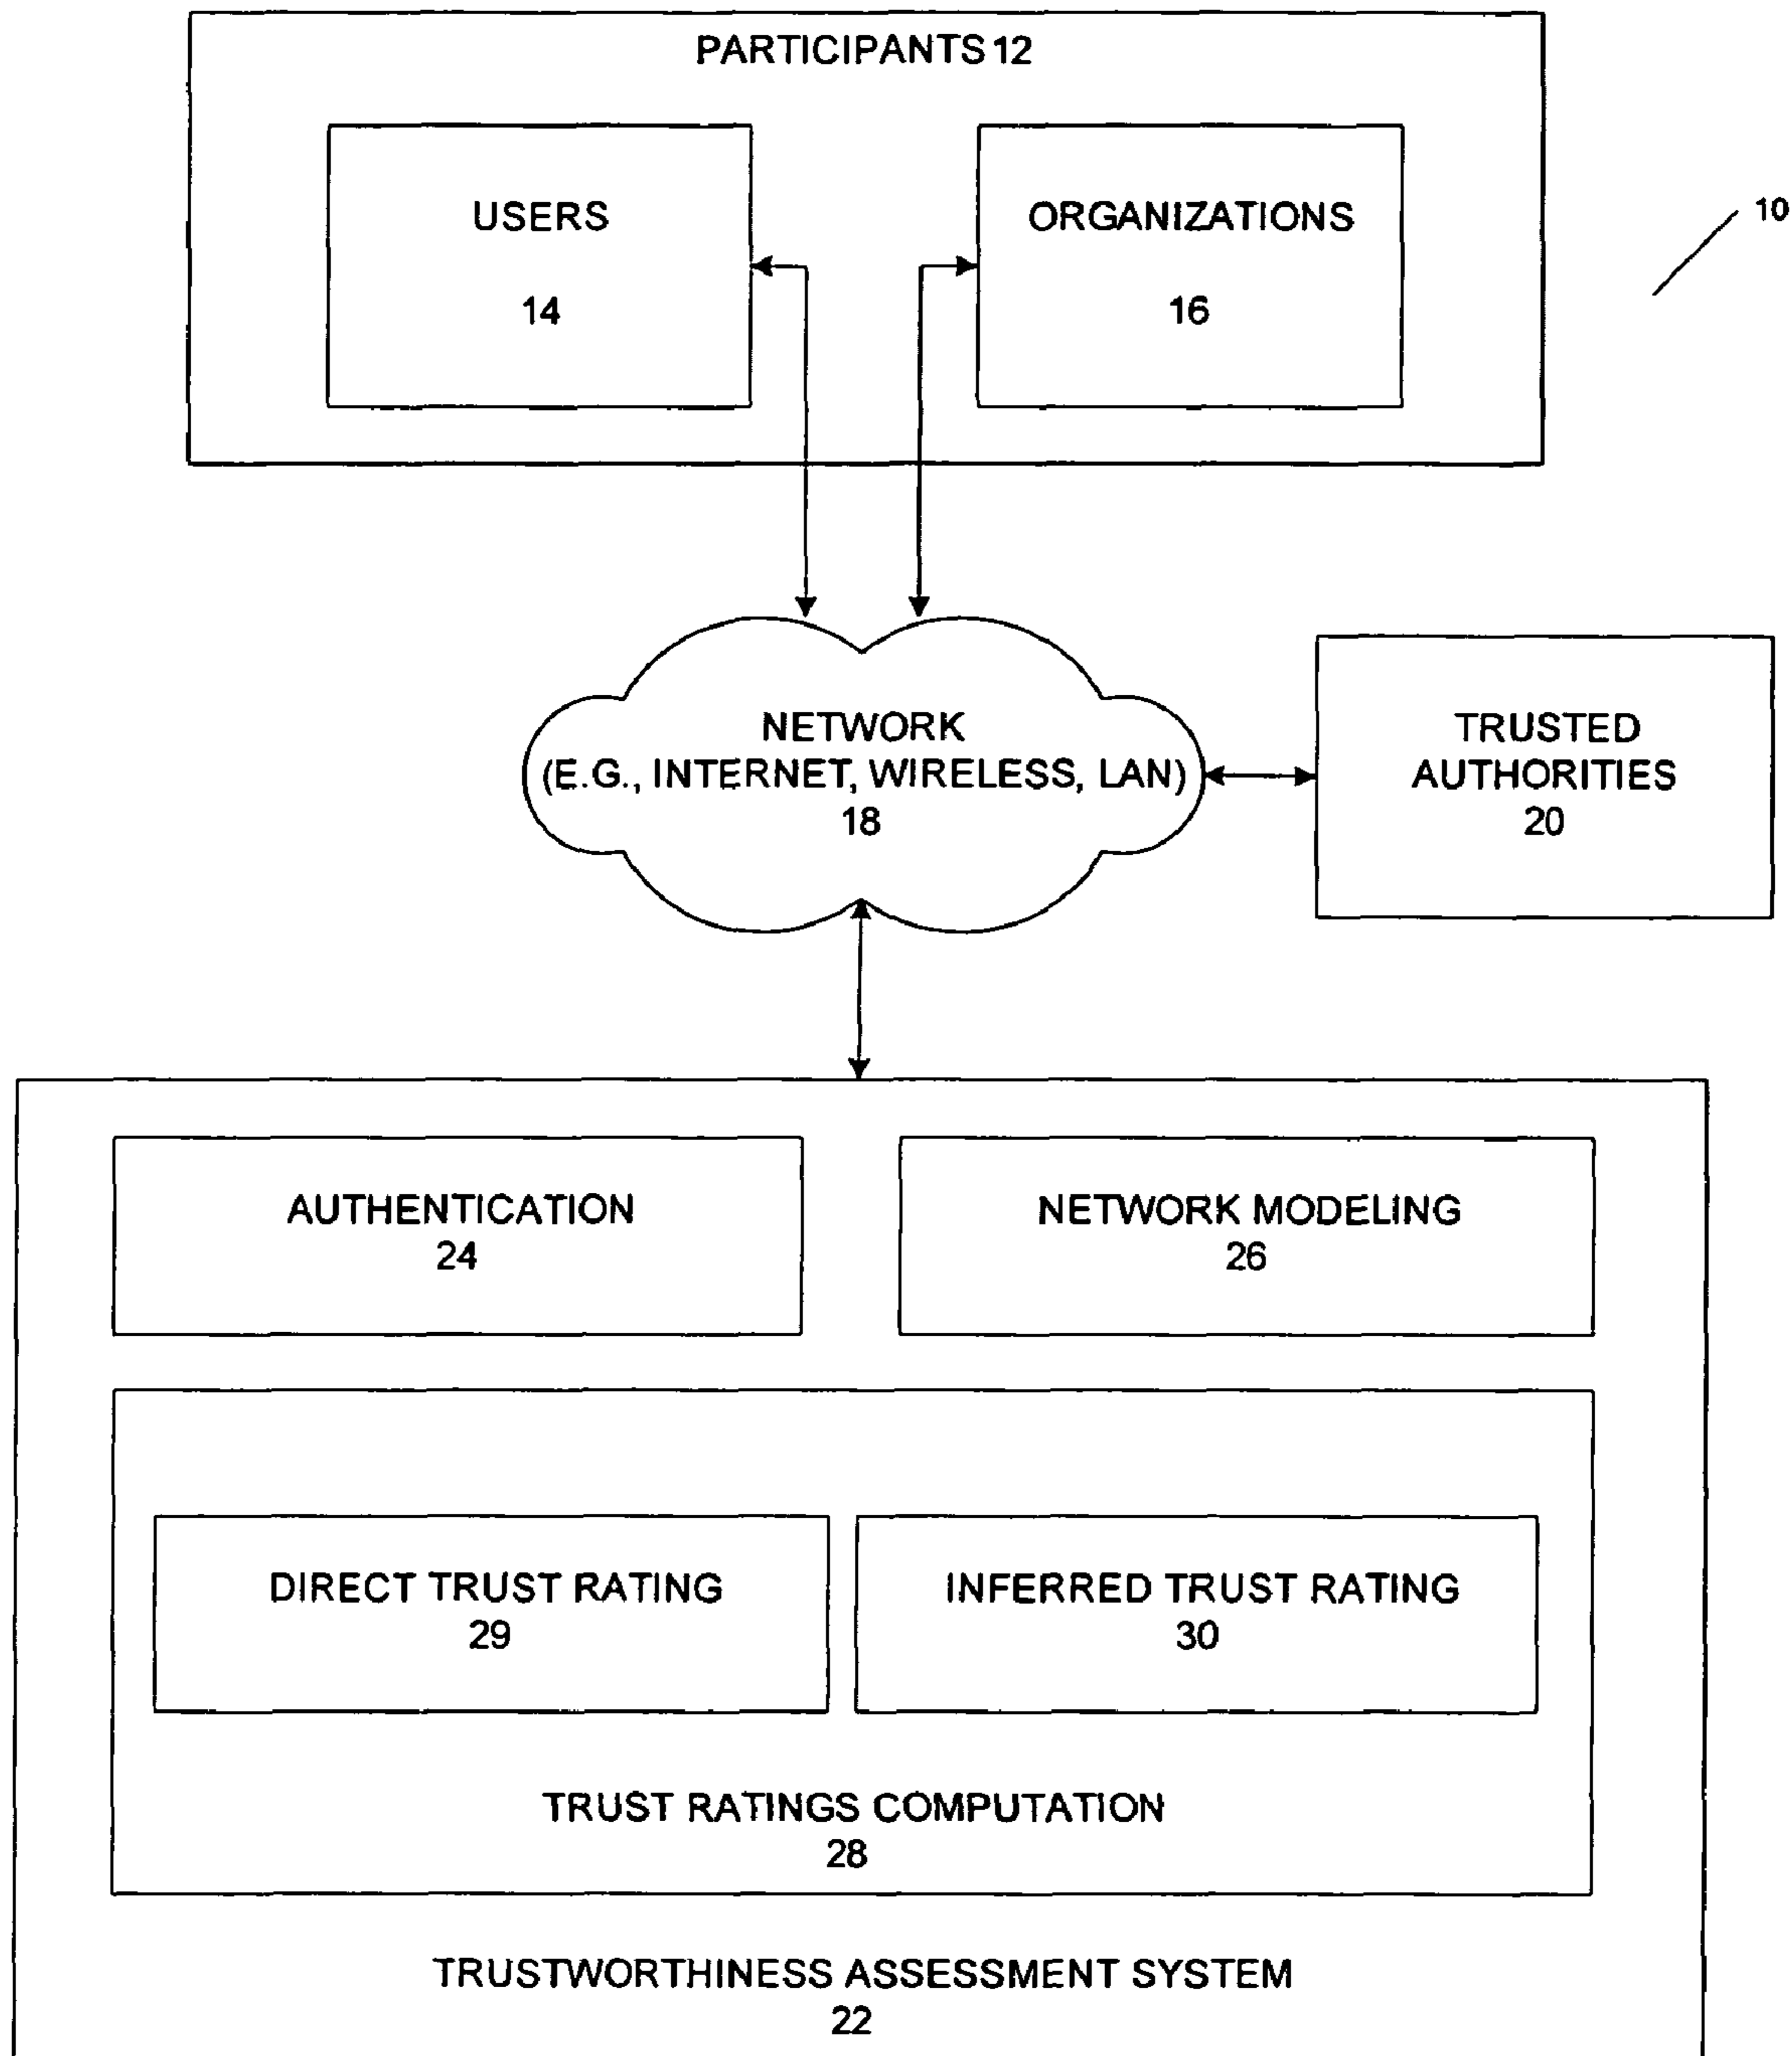 PARTICIPANTS 12
USERS
14
ORGANIZATIONS
16
10
NETWORK
(E.G., INTERNET, WIRELESS, LAN)
18
TRUSTED
AUTHORITIES
20
AUTHENTICATION
24
NETWORK MODELING
26
DIRECT TRUST RATING
29
INFERRED TRUST RATING
30
TRUST RATINGS COMPUTATION
28
TRUSTWORTHINESS ASSESSMENT SYSTEM
22